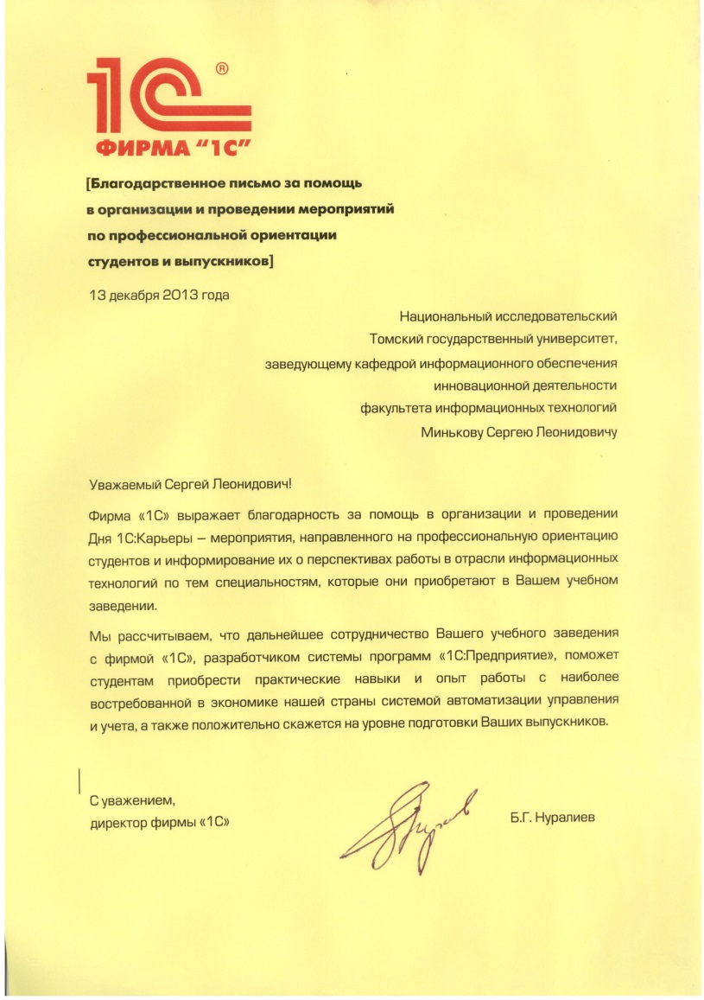 1С®
ФИРМА “1С”
[Благодарственное письмо за помощь
в организации и проведении мероприятий
по профессиональной ориентации
студентов и выпускников]
13 декабря 2013 года
Национальный исследовательский
Томский государственный университет,
заведующему кафедрой информационного обеспечения
инновационной деятельности
факультета информационных технологий
Минькову Сергею Леонидовичу
Уважаемый Сергей Леонидович!
Фирма «1С» выражает благодарность за помощь в организации и проведении
Дня 1С:Карьеры – мероприятия, направленного на профессиональную ориентацию
студентов и информирование их о перспективах работы в отрасли информационных
технологий по тем специальностям, которые они приобретают в Вашем учебном
заведении.
Мы рассчитываем, что дальнейшее сотрудничество Вашего учебного заведения
с фирмой «1С», разработчиком системы программ «1С:Предприятие», поможет
студентам приобрести практические навыки и опыт работы с наиболее
востребованной в экономике нашей страны системой автоматизации управления
и учета, а также положительно скажется на уровне подготовки Ваших выпускников.
С уважением,
директор фирмы «1С»
Б.Г. Нуралиев